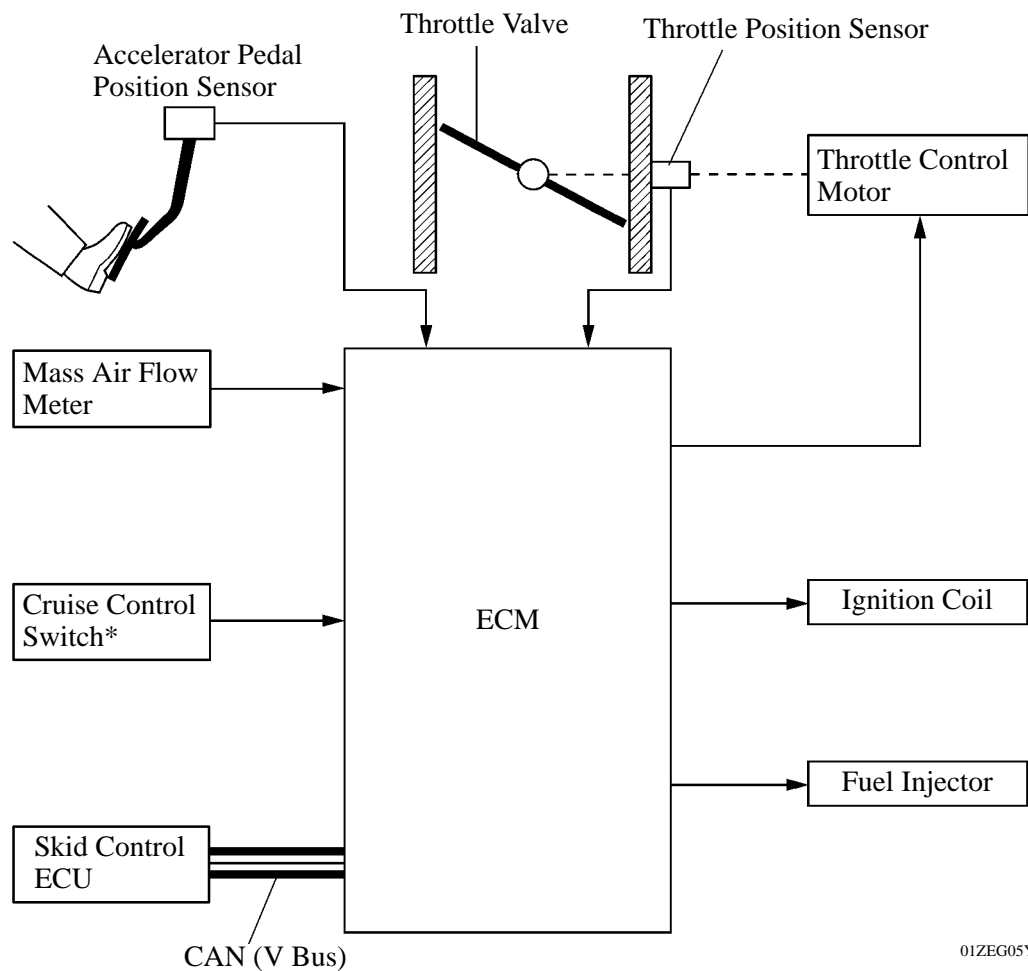 Throttle Valve
Throttle Position Sensor
Accelerator Pedal
Position Sensor
Throttle Control
Motor
Mass Air Flow
Meter
Cruise Control
Switch*
ECM
Ignition Coil
Fuel Injector
Skid Control
ECU
CAN (V Bus)
01ZEG05Y